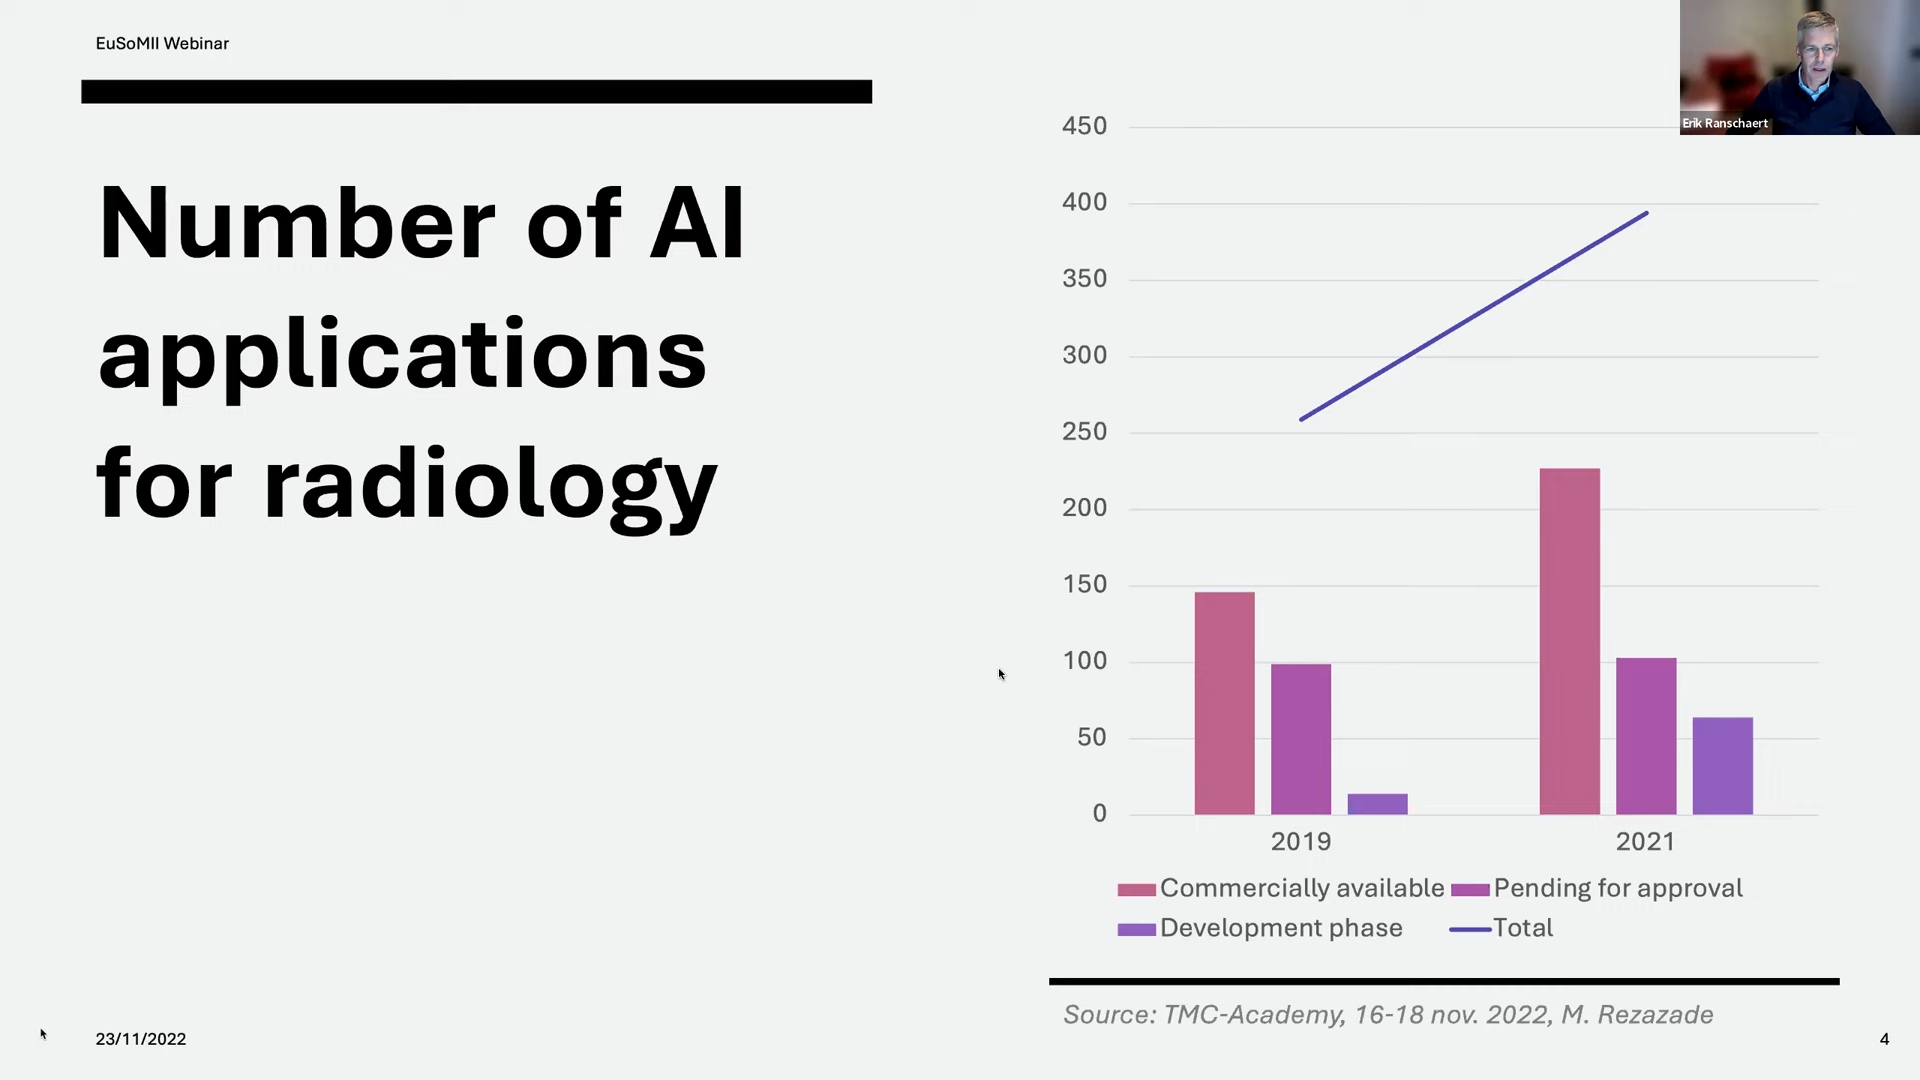 EuSoMII Webinar
Erik Ranschaert
Number of AI
applications
for radiology
450
400
350
300
250
200
150
100
50
0
2019 2021
Commercially available Pending for approval
Development phase Total
Source: TMC-Academy, 16-18 nov. 2022, M. Rezazade
23/11/2022
4